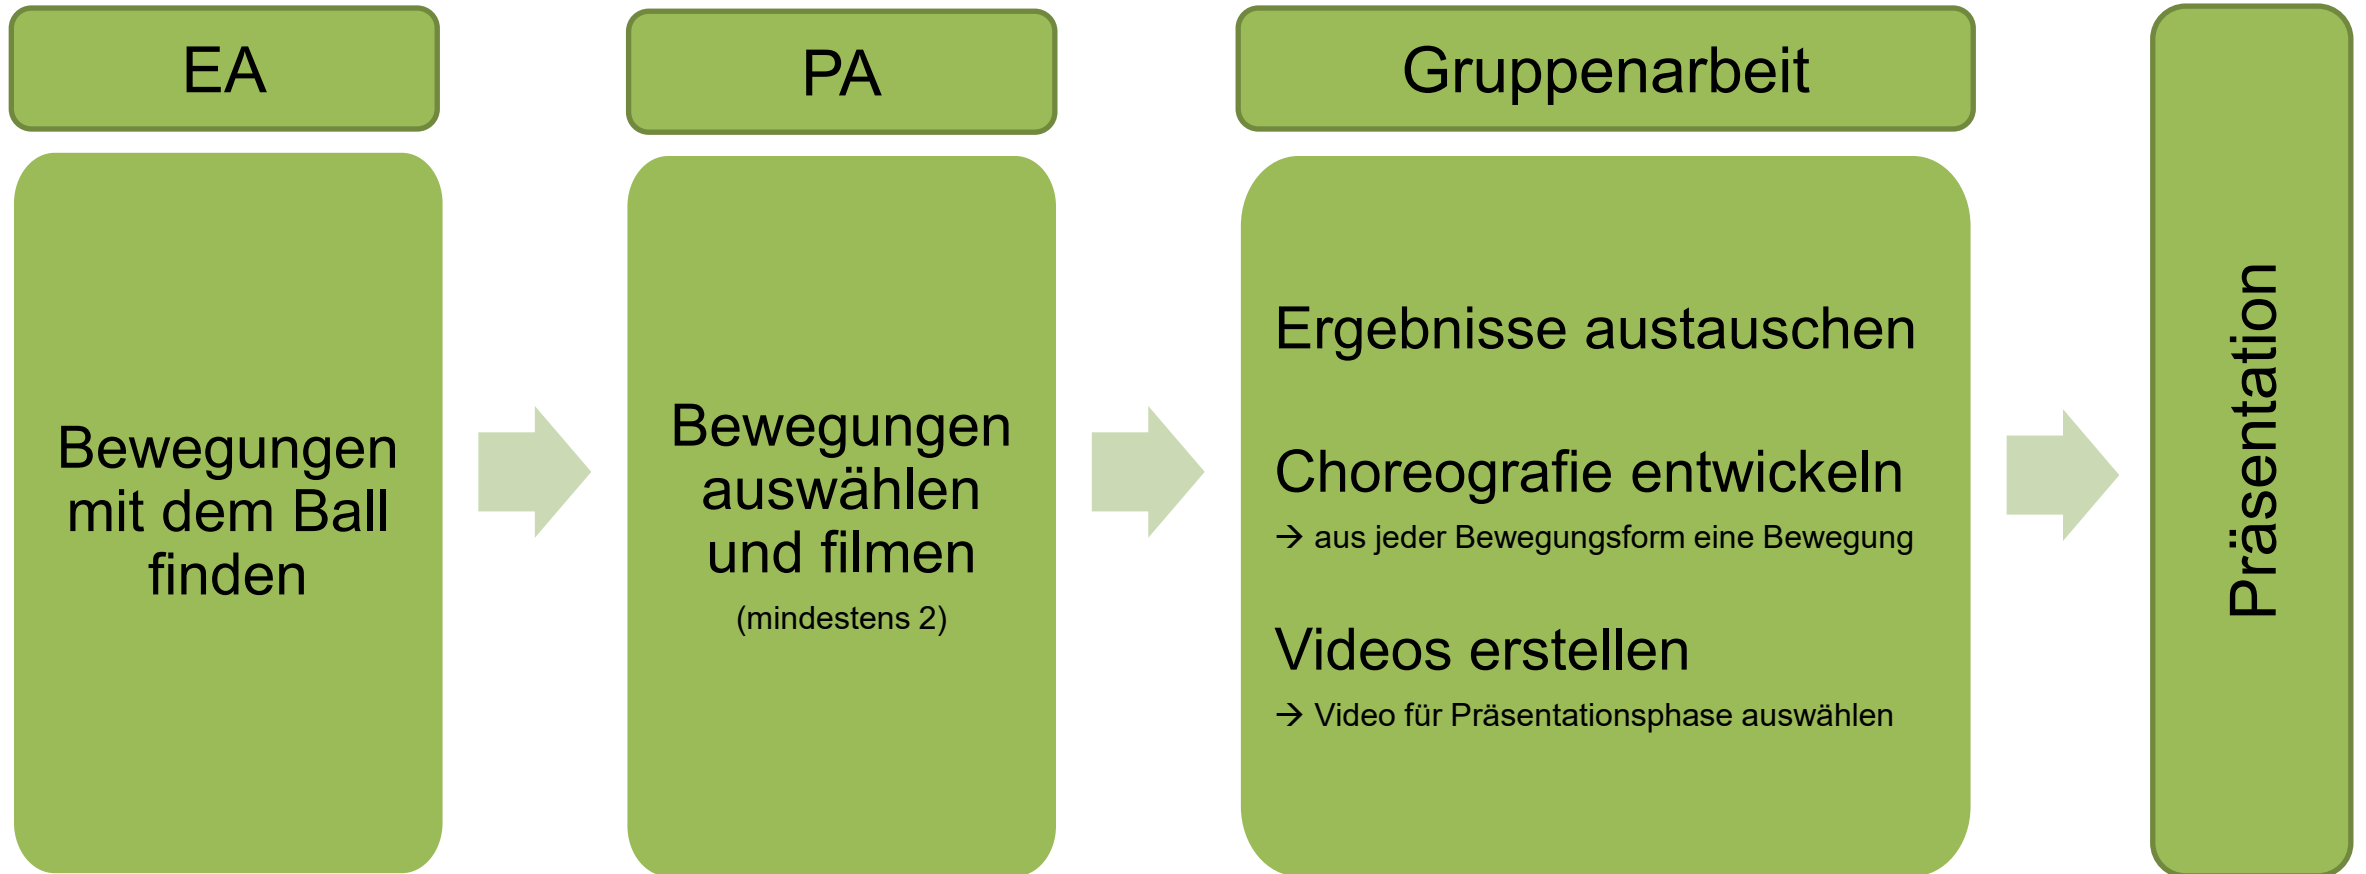 EA
Bewegungen
mit dem Ball
finden
PA
Bewegungen
auswählen
und filmen
(mindestens 2)
Gruppenarbeit
Ergebnisse austauschen
Choreografie entwickeln
→ aus jeder Bewegungsform eine Bewegung
Videos erstellen
→ Video für Präsentationsphase auswählen
Präsentation